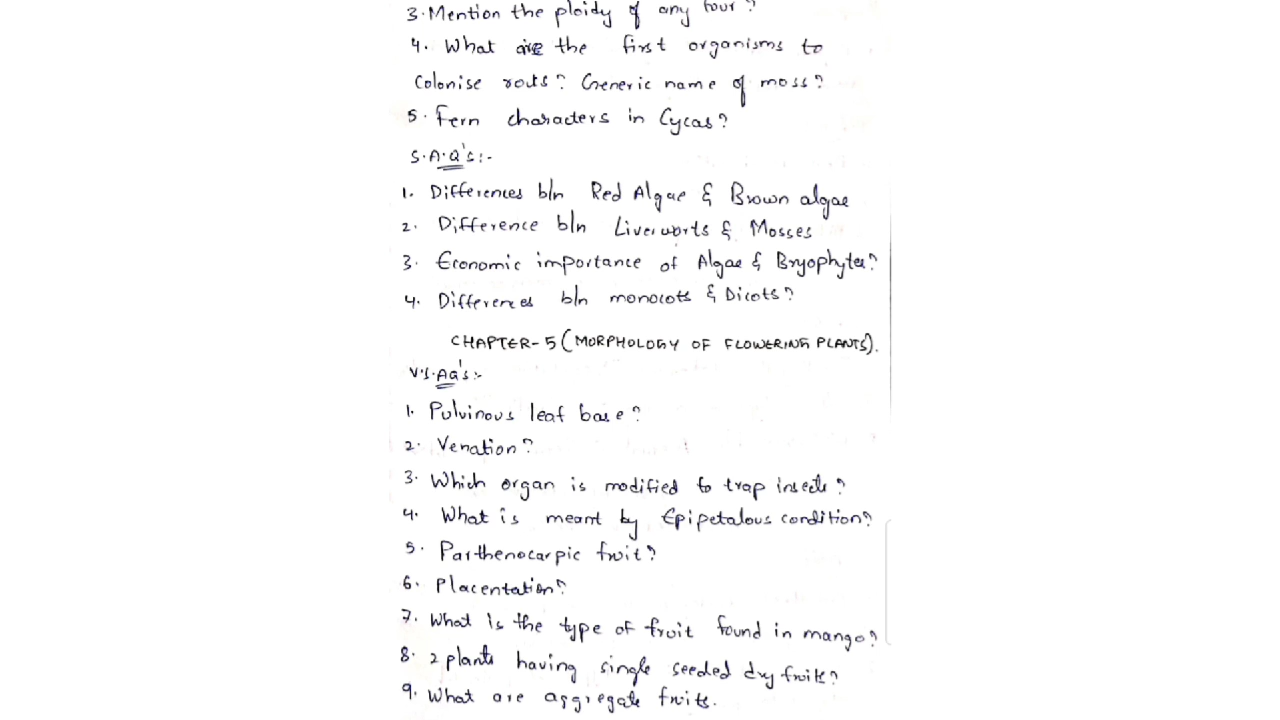 3. Mention the ploidy of any four?
4. What are the first organisms to
Colonise rocks? Generic name of moss?
5. Fern characters in Cycas?
S.A.Q's:-
1. Differences b/n Red Algae & Brown algae
2. Difference b/n Liverworts & Mosses
3. Economic importance of Algae & Bryophytes?
4. Differences b/n monocots & Dicots?
CHAPTER-5 (MORPHOLOGY OF FLOWERING PLANTS).
V.S.AQ's:-
1. Pulvinous leaf base?
2. Venation?
3. Which organ is modified to trap insects?
4. What is meant by Epipetalous condition?
5. Parthenocarpic fruit?
6. Placentation?
7. What is the type of fruit found in mango?
8. 2 plants having single seeded dry fruits?
9. What are aggregate fruits.